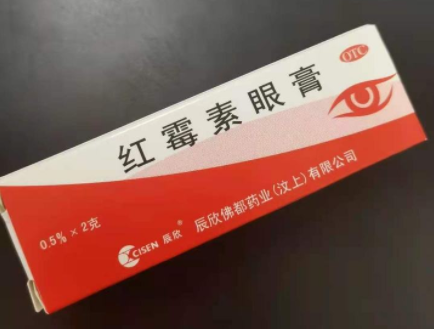 OTC
红霉素眼膏
0.5% × 2克
CISEN 辰欣® 辰欣佛都药业(汶上)有限公司